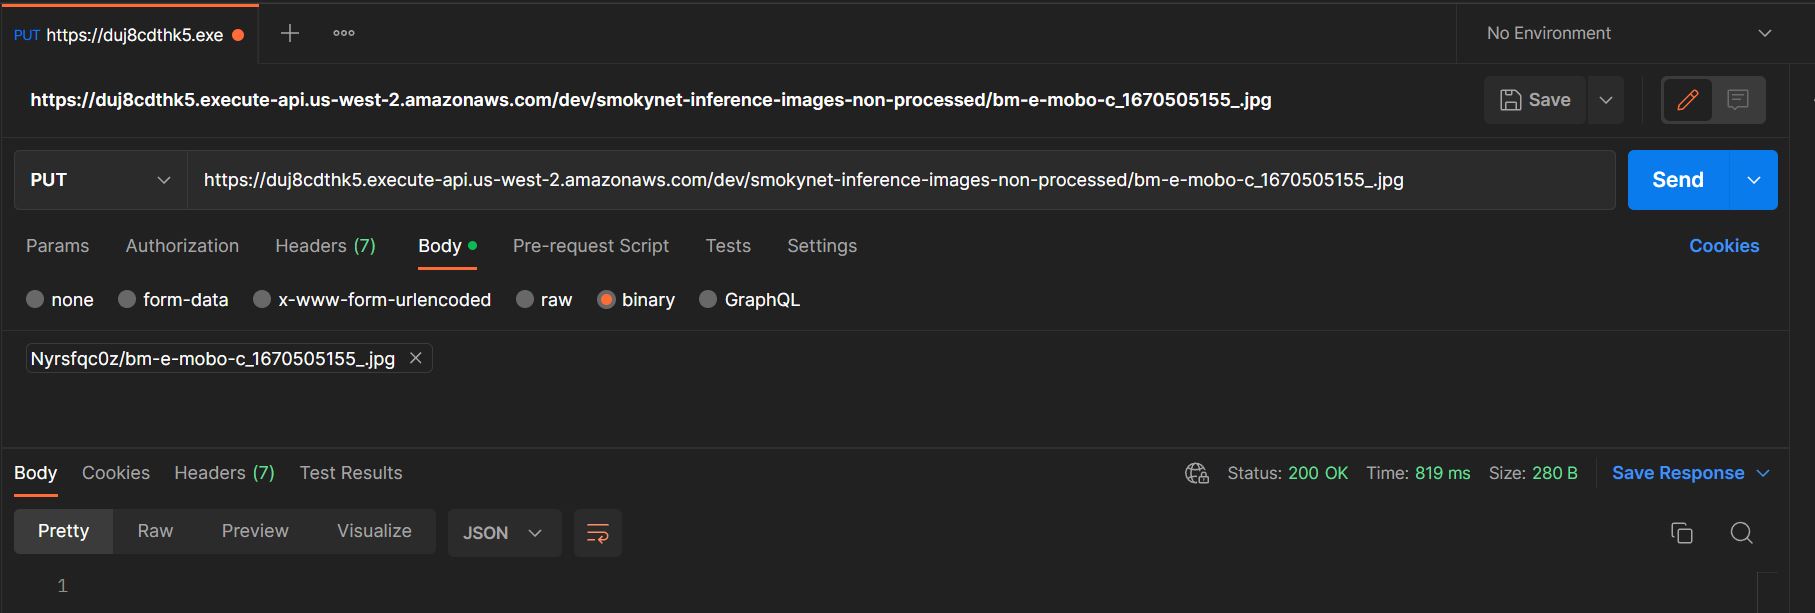 PUT https://duj8cdthk5.exe
No Environment
https://duj8cdthk5.execute-api.us-west-2.amazonaws.com/dev/smokynet-inference-images-non-processed/bm-e-mobo-c_1670505155_.jpg
Save
PUT https://duj8cdthk5.execute-api.us-west-2.amazonaws.com/dev/smokynet-inference-images-non-processed/bm-e-mobo-c_1670505155_.jpg Send
Params Authorization Headers (7) Body Pre-request Script Tests Settings Cookies
none form-data x-www-form-urlencoded raw binary GraphQL
Nyrsfqc0z/bm-e-mobo-c_1670505155_.jpg
Body Cookies Headers (7) Test Results Status: 200 OK Time: 819 ms Size: 280 B Save Response
Pretty Raw Preview Visualize JSON
1